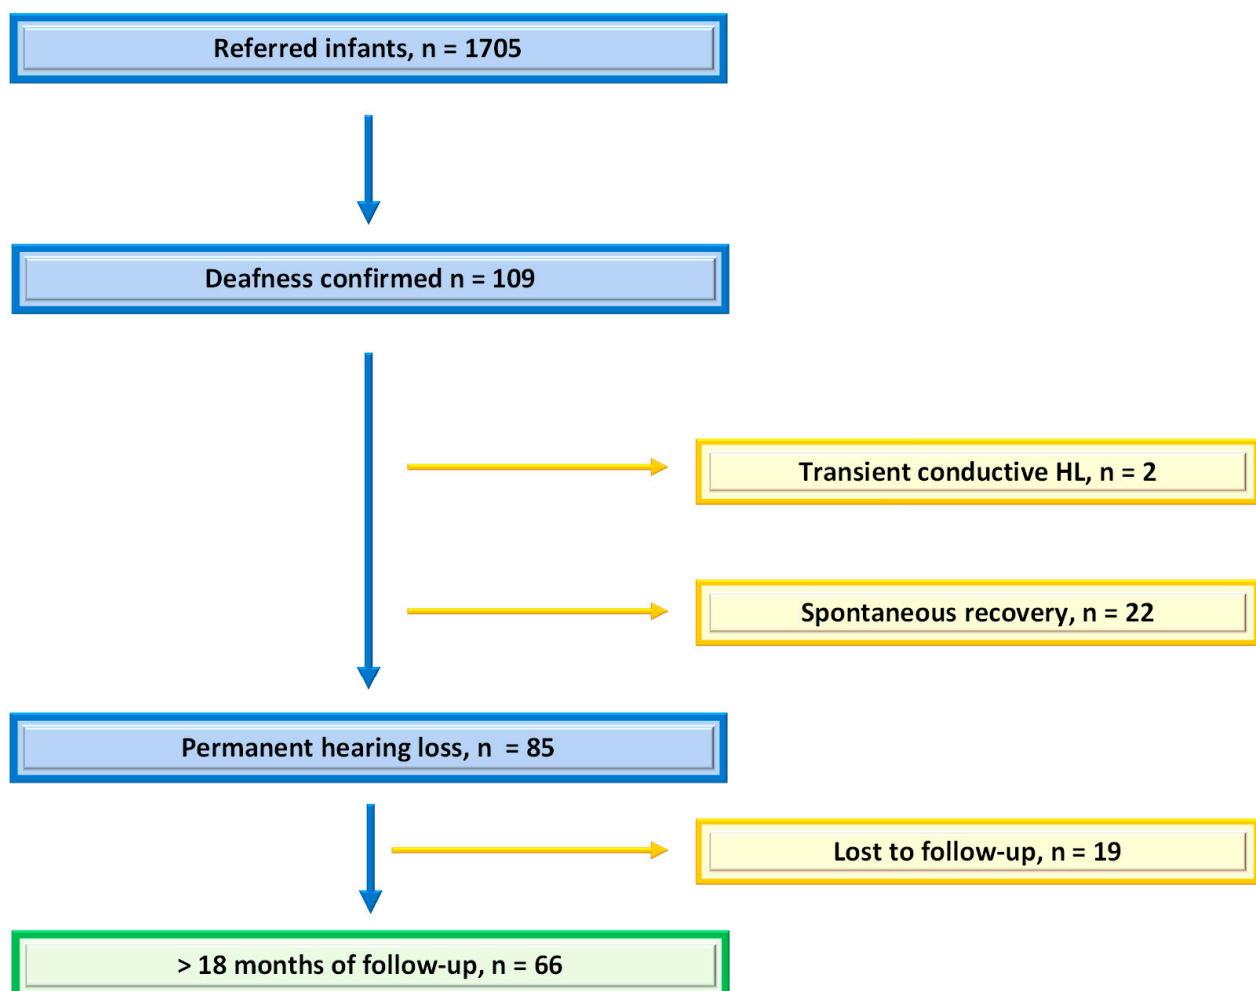 Referred infants, n = 1705
Deafness confirmed n = 109
Transient conductive HL, n = 2
Spontaneous recovery, n = 22
Permanent hearing loss, n = 85
Lost to follow-up, n = 19
> 18 months of follow-up, n = 66